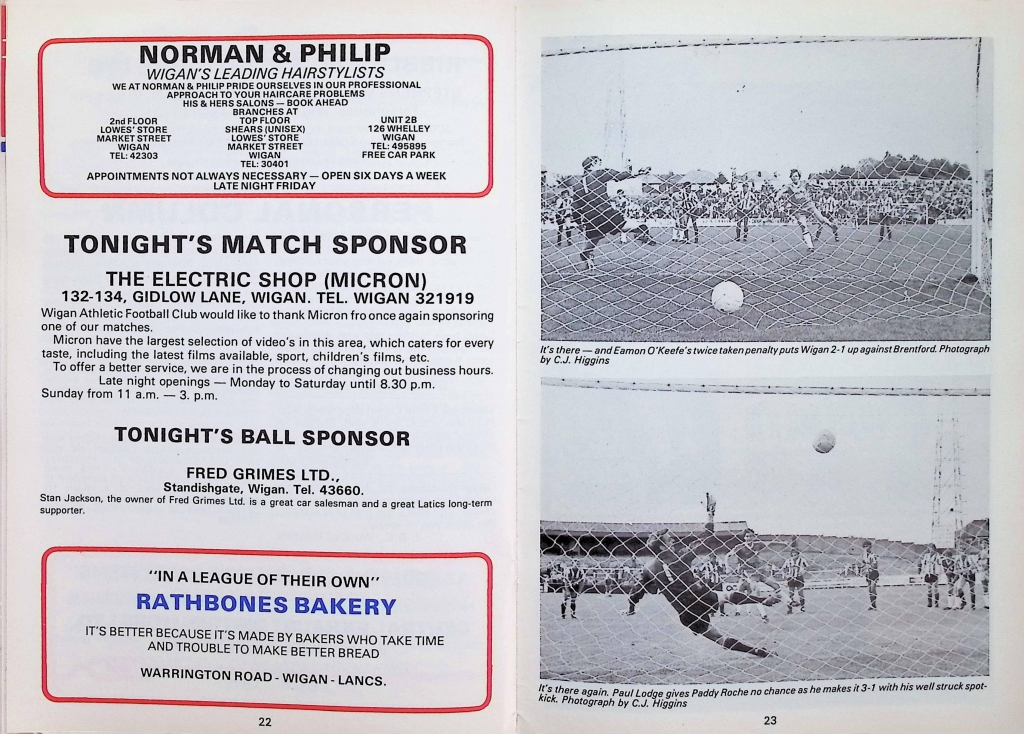 NORMAN & PHILIP
WIGAN'S LEADING HAIRSTYLISTS
WE AT NORMAN & PHILIP PRIDE OURSELVES IN OUR PROFESSIONAL
APPROACH TO YOUR HAIRCARE PROBLEMS
HIS & HERS SALONS — BOOK AHEAD
BRANCHES AT
2nd FLOOR
LOWES' STORE
MARKET STREET
WIGAN
TEL: 42303
TOP FLOOR
SHEARS (UNISEX)
LOWES' STORE
MARKET STREET
WIGAN
TEL: 30401
UNIT 2B
126 WHELLEY
WIGAN
TEL: 495895
FREE CAR PARK
APPOINTMENTS NOT ALWAYS NECESSARY — OPEN SIX DAYS A WEEK
LATE NIGHT FRIDAY
TONIGHT'S MATCH SPONSOR
THE ELECTRIC SHOP (MICRON)
132-134, GIDLOW LANE, WIGAN. TEL. WIGAN 321919
Wigan Athletic Football Club would like to thank Micron fro once again sponsoring
one of our matches.
Micron have the largest selection of video's in this area, which caters for every
taste, including the latest films available, sport, children's films, etc.
To offer a better service, we are in the process of changing out business hours.
Late night openings — Monday to Saturday until 8.30 p.m.
Sunday from 11 a.m. — 3. p.m.
TONIGHT'S BALL SPONSOR
FRED GRIMES LTD.,
Standishgate, Wigan. Tel. 43660.
Stan Jackson, the owner of Fred Grimes Ltd. is a great car salesman and a great Latics long-term
supporter.
"IN A LEAGUE OF THEIR OWN"
RATHBONES BAKERY
IT'S BETTER BECAUSE IT'S MADE BY BAKERS WHO TAKE TIME
AND TROUBLE TO MAKE BETTER BREAD
WARRINGTON ROAD - WIGAN - LANCS.
22
It's there — and Eamon O'Keefe's twice taken penalty puts Wigan 2-1 up against Brentford. Photograph
by C.J. Higgins
It's there again. Paul Lodge gives Paddy Roche no chance as he makes it 3-1 with his well struck spot-
kick. Photograph by C.J. Higgins
23